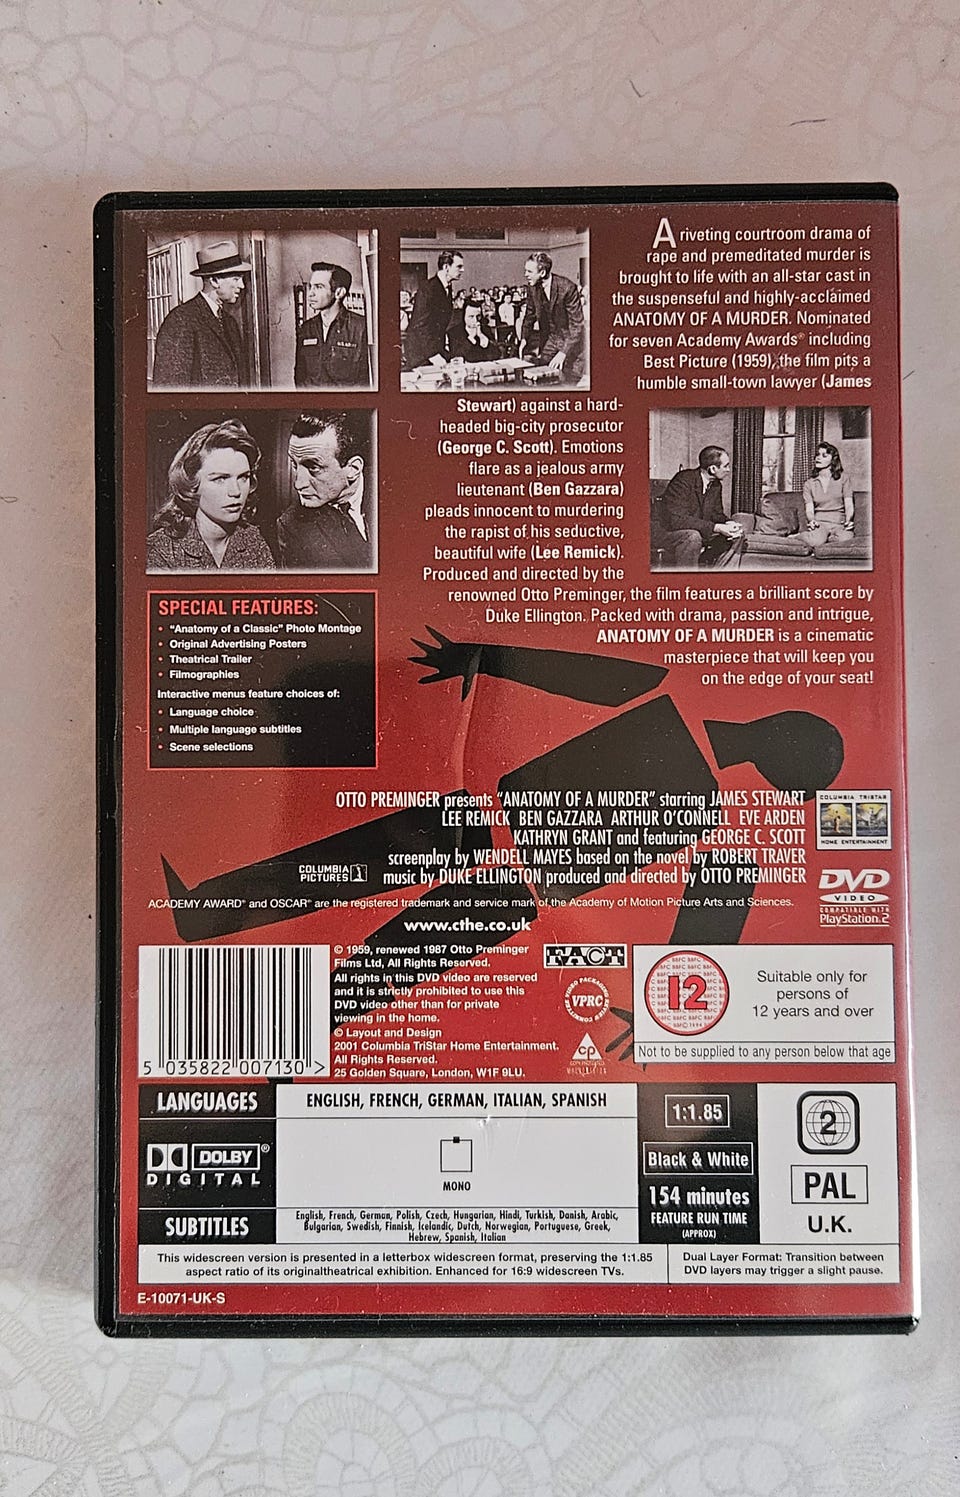 A riveting courtroom drama of
rape and premeditated murder is
brought to life with an all-star cast in
the suspenseful and highly-acclaimed
ANATOMY OF A MURDER. Nominated
for seven Academy Awards® including
Best Picture (1959), the film pits a
humble small-town lawyer (James
Stewart) against a hard-
headed big-city prosecutor
(George C. Scott). Emotions
flare as a jealous army
lieutenant (Ben Gazzara)
pleads innocent to murdering
the rapist of his seductive,
beautiful wife (Lee Remick).
Produced and directed by the
renowned Otto Preminger, the film features a brilliant score by
Duke Ellington. Packed with drama, passion and intrigue,
ANATOMY OF A MURDER is a cinematic
masterpiece that will keep you
on the edge of your seat!
SPECIAL FEATURES:
• "Anatomy of a Classic" Photo Montage
• Original Advertising Posters
• Theatrical Trailer
• Filmographies
Interactive menus feature choices of:
• Language choice
• Multiple language subtitles
• Scene selections
OTTO PREMINGER presents "ANATOMY OF A MURDER" starring JAMES STEWART
LEE REMICK BEN GAZZARA ARTHUR O'CONNELL EVE ARDEN
KATHRYN GRANT and featuring GEORGE C. SCOTT
screenplay by WENDELL MAYES based on the novel by ROBERT TRAVER
music by DUKE ELLINGTON produced and directed by OTTO PREMINGER
COLUMBIA PICTURES
COLUMBIA TRISTAR
HOME ENTERTAINMENT
DVD
VIDEO
COMPATIBLE WITH
PlayStation.2
ACADEMY AWARD® and OSCAR® are the registered trademark and service mark of the Academy of Motion Picture Arts and Sciences.
www.cthe.co.uk
5 035822 007130 >
© 1959, renewed 1987 Otto Preminger
Films Ltd, All Rights Reserved.
All rights in this DVD video are reserved
and it is strictly prohibited to use this
DVD video other than for private
viewing in the home.
© Layout and Design
2001 Columbia TriStar Home Entertainment.
All Rights Reserved.
25 Golden Square, London, W1F 9LU.
FACT
VPRC
cp
12
Suitable only for
persons of
12 years and over
Not to be supplied to any person below that age
LANGUAGES
ENGLISH, FRENCH, GERMAN, ITALIAN, SPANISH
DOLBY®
DIGITAL
MONO
SUBTITLES
English, French, German, Polish, Czech, Hungarian, Hindi, Turkish, Danish, Arabic,
Bulgarian, Swedish, Finnish, Icelandic, Dutch, Norwegian, Portuguese, Greek,
Hebrew, Spanish, Italian
1:1.85
Black & White
154 minutes
FEATURE RUN TIME
(APPROX)
2
PAL
U.K.
This widescreen version is presented in a letterbox widescreen format, preserving the 1:1.85
aspect ratio of its originaltheatrical exhibition. Enhanced for 16:9 widescreen TVs.
Dual Layer Format: Transition between
DVD layers may trigger a slight pause.
E-10071-UK-S